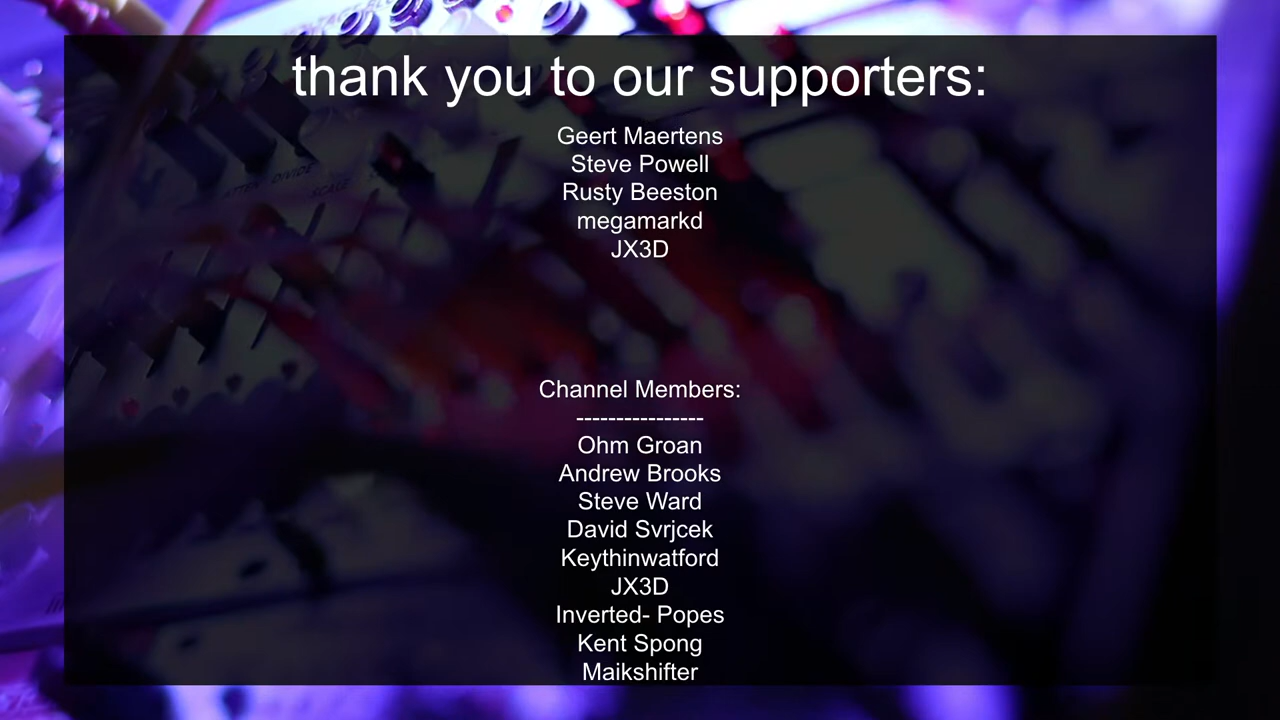 thank you to our supporters:
Geert Maertens
Steve Powell
Rusty Beeston
megamarkd
JX3D
Channel Members:
----------------
Ohm Groan
Andrew Brooks
Steve Ward
David Svrjcek
Keythinwatford
JX3D
Inverted- Popes
Kent Spong
Maikshifter